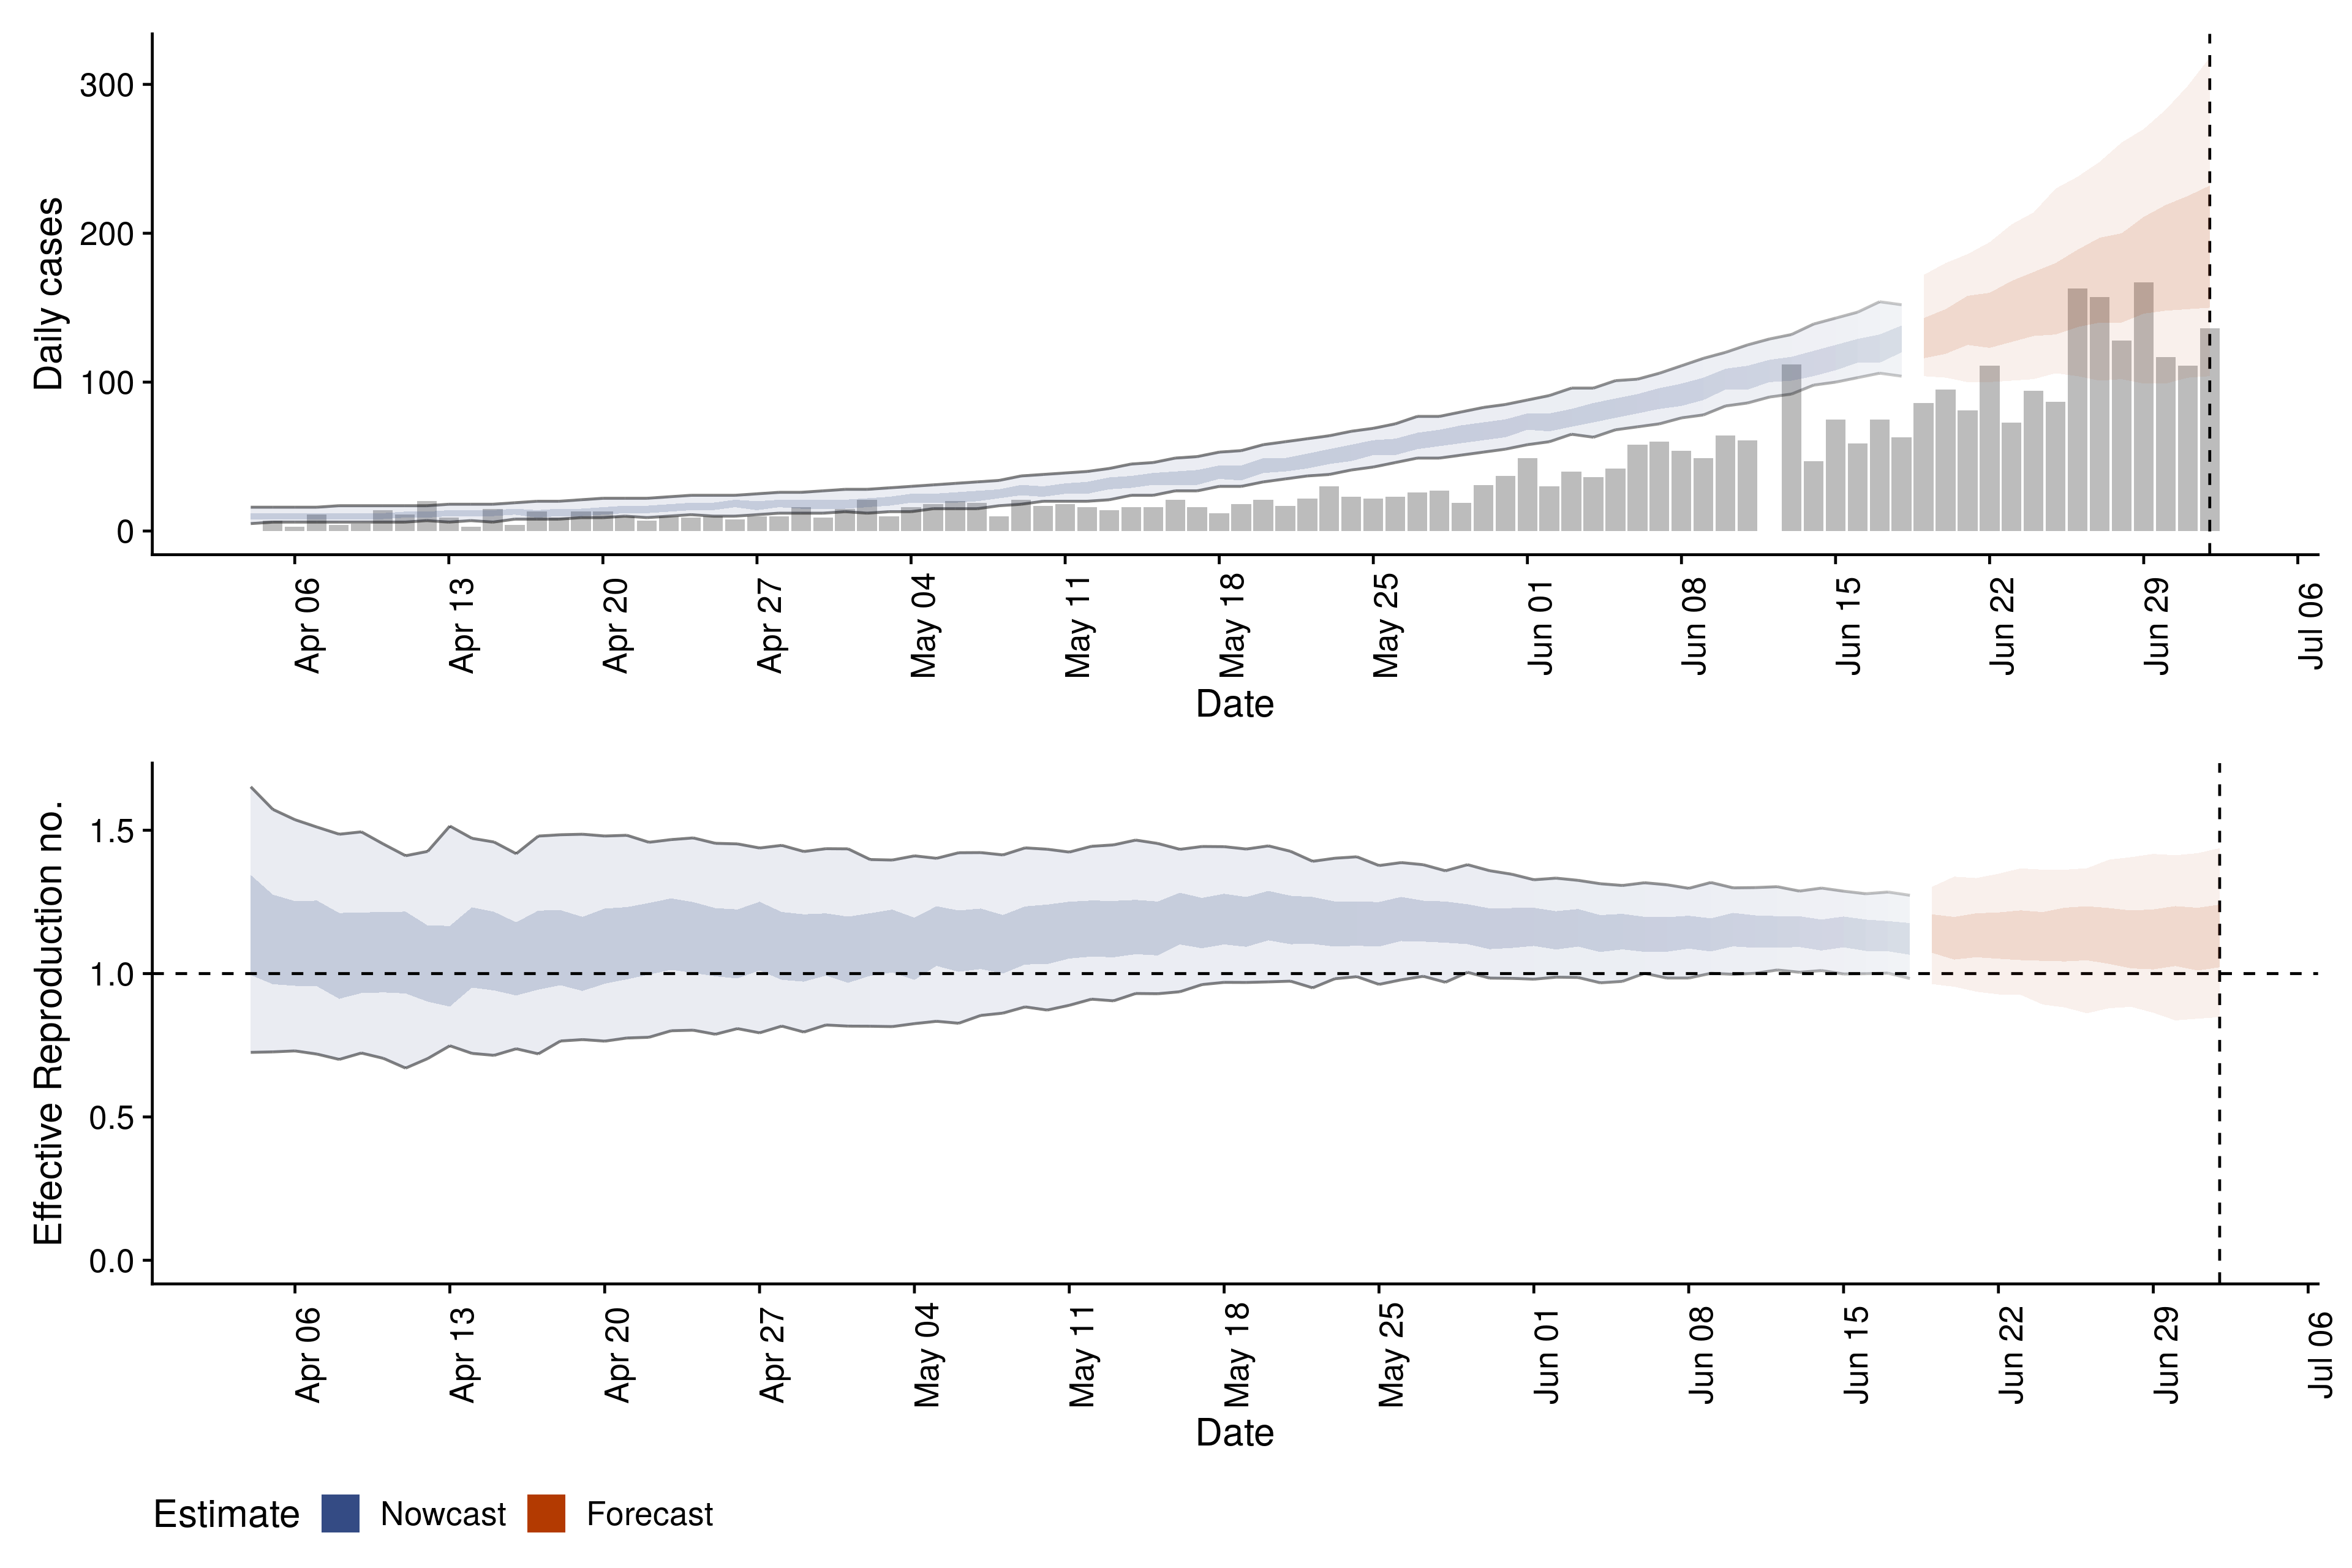 300
200
100
0
Daily cases
Apr 06
Apr 13
Apr 20
Apr 27
May 04
May 11
May 18
May 25
Jun 01
Jun 08
Jun 15
Jun 22
Jun 29
Jul 06
Date
1.5
1.0
0.5
0.0
Effective Reproduction no.
Apr 06
Apr 13
Apr 20
Apr 27
May 04
May 11
May 18
May 25
Jun 01
Jun 08
Jun 15
Jun 22
Jun 29
Jul 06
Date
Estimate Nowcast Forecast